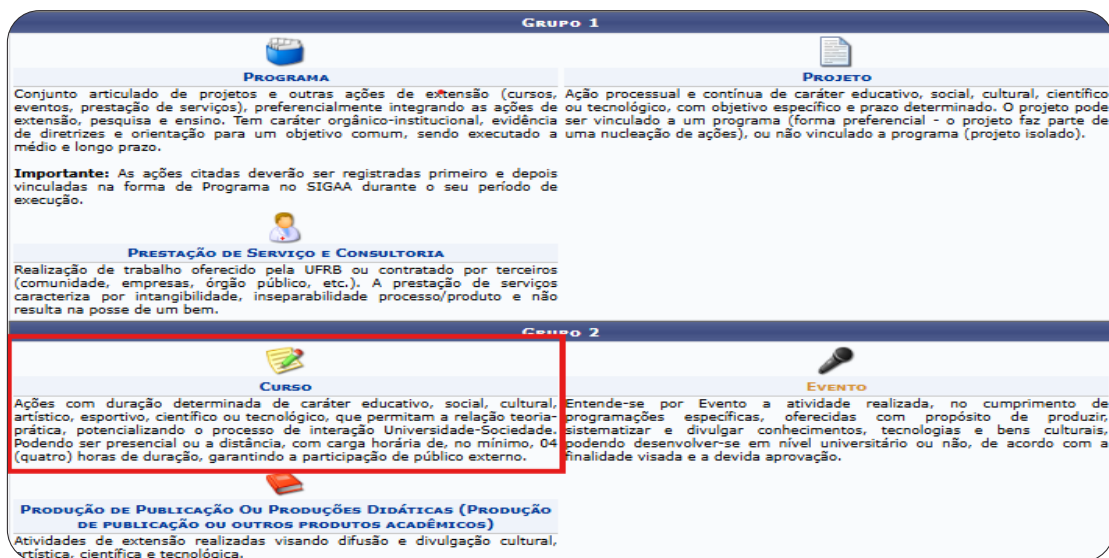 GRUPO 1
PROGRAMA
Conjunto articulado de projetos e outras ações de extensão (cursos,
eventos, prestação de serviços), preferencialmente integrando as ações de
extensão, pesquisa e ensino. Tem caráter orgânico-institucional, evidência
de diretrizes e orientação para um objetivo comum, sendo executado a
médio e longo prazo.
Importante: As ações citadas deverão ser registradas primeiro e depois
vinculadas na forma de Programa no SIGAA durante o seu período de
execução.
PROJETO
Ação processual e contínua de caráter educativo, social, cultural, científico
ou tecnológico, com objetivo específico e prazo determinado. O projeto pode
ser vinculado a um programa (forma preferencial - o projeto faz parte de
uma nucleação de ações), ou não vinculado a programa (projeto isolado).
PRESTAÇÃO DE SERVIÇO E CONSULTORIA
Realização de trabalho oferecido pela UFRB ou contratado por terceiros
(comunidade, empresas, órgão público, etc.). A prestação de serviços
caracteriza por intangibilidade, inseparabilidade processo/produto e não
resulta na posse de um bem.
GRUPO 2
CURSO
Ações com duração determinada de caráter educativo, social, cultural,
artístico, esportivo, científico ou tecnológico, que permitam a relação teoria-
prática, potencializando o processo de interação Universidade-Sociedade.
Podendo ser presencial ou a distância, com carga horária de, no mínimo, 04
(quatro) horas de duração, garantindo a participação de público externo.
EVENTO
Entende-se por Evento a atividade realizada, no cumprimento de
programações específicas, oferecidas com propósito de produzir,
sistematizar e divulgar conhecimentos, tecnologias e bens culturais,
podendo desenvolver-se em nível universitário ou não, de acordo com a
finalidade visada e a devida aprovação.
PRODUÇÃO DE PUBLICAÇÃO OU PRODUÇÕES DIDÁTICAS (PRODUÇÃO
DE PUBLICAÇÃO OU OUTROS PRODUTOS ACADÊMICOS)
Atividades de extensão realizadas visando difusão e divulgação cultural,
artística, científica e tecnológica.